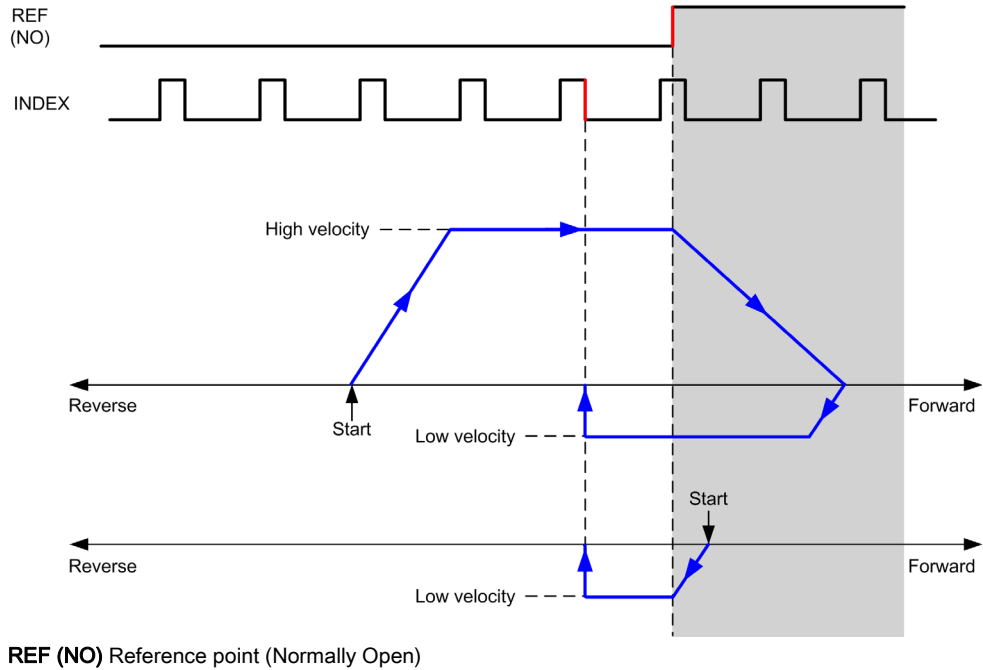 REF
(NO)
INDEX
High velocity
Reverse
Forward
Start
Low velocity
Start
Reverse
Forward
Low velocity
REF (NO) Reference point (Normally Open)